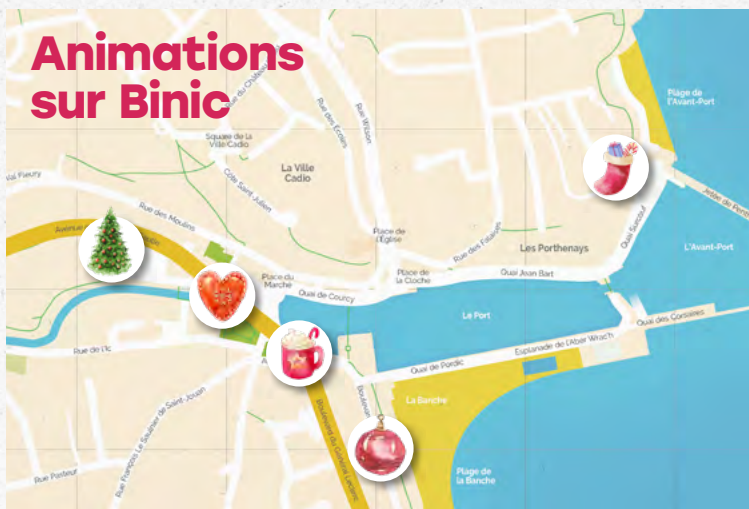 Animations
sur Binic
Rue du Château
Rue des Écoles
Rue Wilson
Plage de
l'Avant-Port
Square de la
Ville Cadio
La Ville
Cadio
Val Fleury
Côte Saint-Julien
Rue des Moulins
Avenue
Place de
l'Église
Rue des Falaises
Les Porthenays
Quai Surcouf
L'Avant-Port
Place du
Marché
Quai de Courcy
Place de
la Cloche
Quai Jean Bart
Le Port
Quai des Corsaires
Esplanade de l'Aber Wrac'h
Quai de Pordic
Rue de l'Ic
La Banche
Boulevard du Général Leclerc
Rue François Le Saulnier de Saint-Jouan
Rue Pasteur
Plage de
la Banche